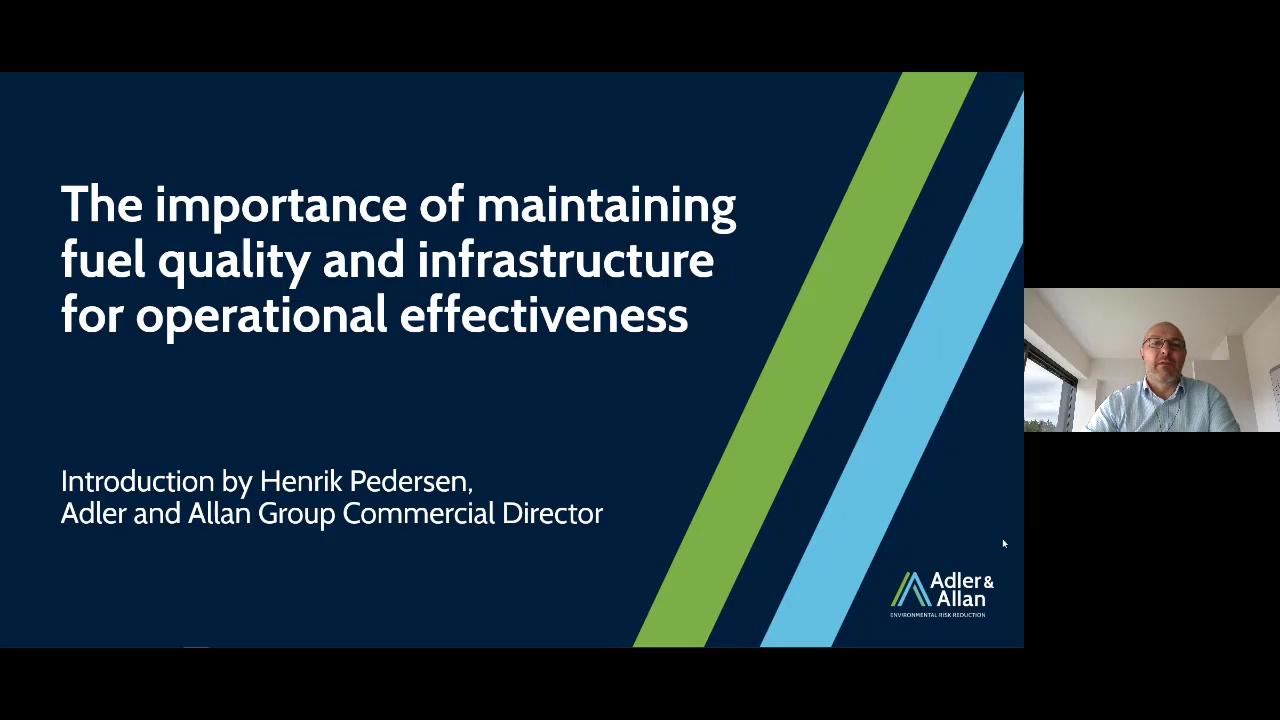 The importance of maintaining
fuel quality and infrastructure
for operational effectiveness
Introduction by Henrik Pedersen,
Adler and Allan Group Commercial Director
Adler &
Allan
ENVIRONMENTAL RISK REDUCTION